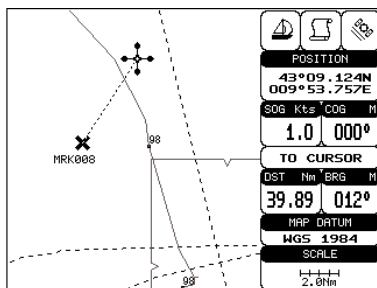 POSITION
43°09.124N
009°53.757E
SOG Kts COG M
1.0 000°
TO CURSOR
DST Nm BRG M
39.89 012°
MAP DATUM
WGS 1984
SCALE
2.0Nm
98
MRK008
98